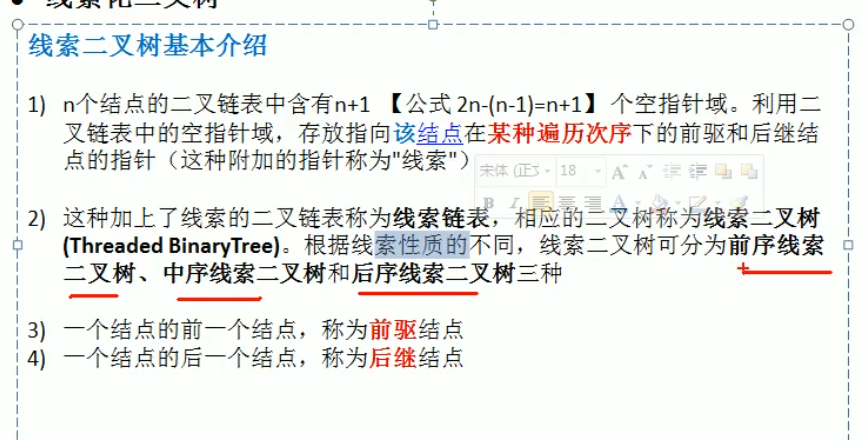 线索二叉树基本介绍
1) n个结点的二叉链表中含有n+1 【公式 2n-(n-1)=n+1】 个空指针域。利用二
叉链表中的空指针域，存放指向该结点在某种遍历次序下的前驱和后继结
点的指针（这种附加的指针称为"线索"）
宋体 (正文 18 A A
B I A
2) 这种加上了线索的二叉链表称为线索链表，相应的二叉树称为线索二叉树
(Threaded BinaryTree)。根据线索性质的不同，线索二叉树可分为前序线索
二叉树、中序线索二叉树和后序线索二叉树三种
3) 一个结点的前一个结点，称为前驱结点
4) 一个结点的后一个结点，称为后继结点